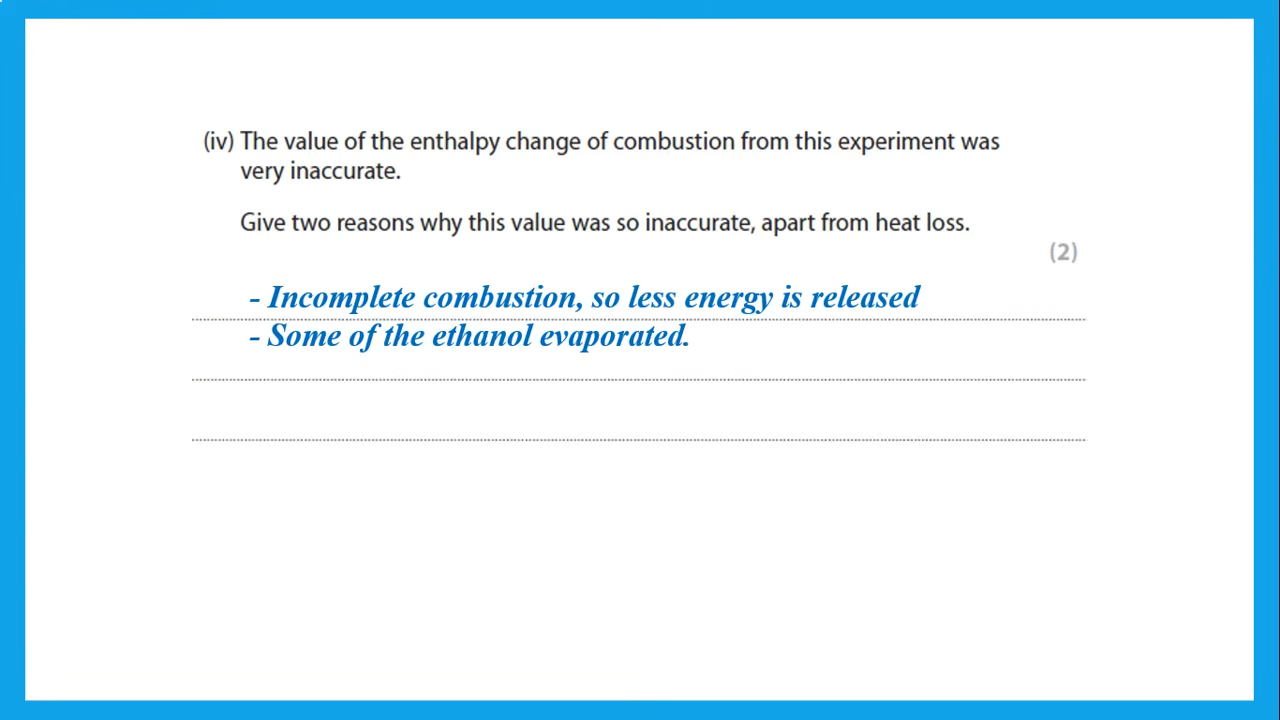 (iv) The value of the enthalpy change of combustion from this experiment was
very inaccurate.
Give two reasons why this value was so inaccurate, apart from heat loss.
(2)
- Incomplete combustion, so less energy is released
- Some of the ethanol evaporated.